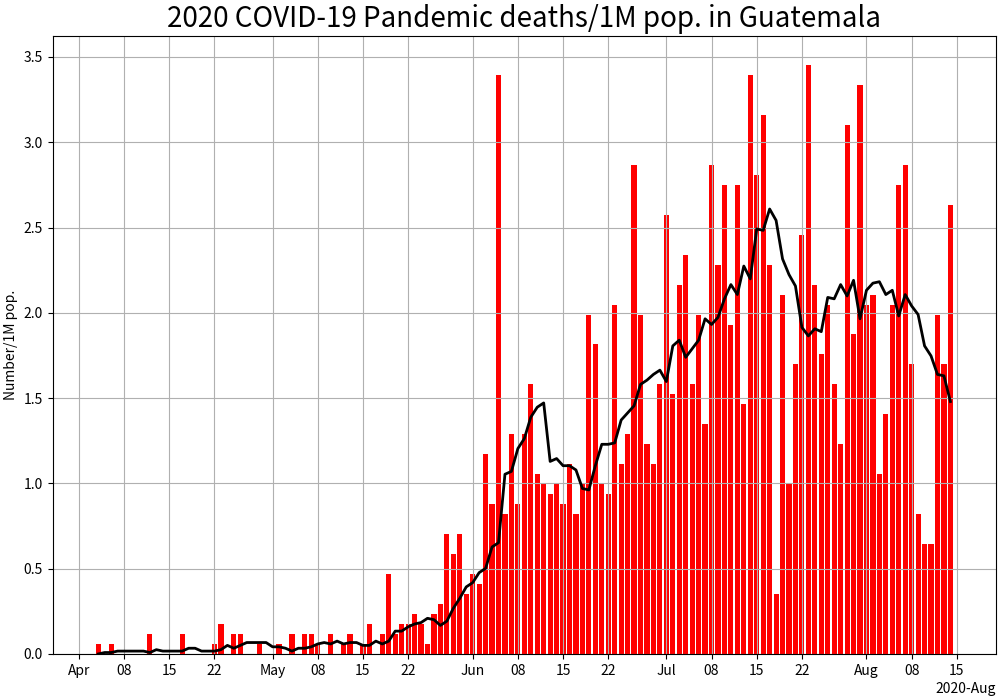 2020 COVID-19 Pandemic deaths/1M pop. in Guatemala
Number/1M pop.
3.5
3.0
2.5
2.0
1.5
1.0
0.5
0.0
Apr 08 15 22 May 08 15 22 Jun 08 15 22 Jul 08 15 22 Aug 08 15
2020-Aug